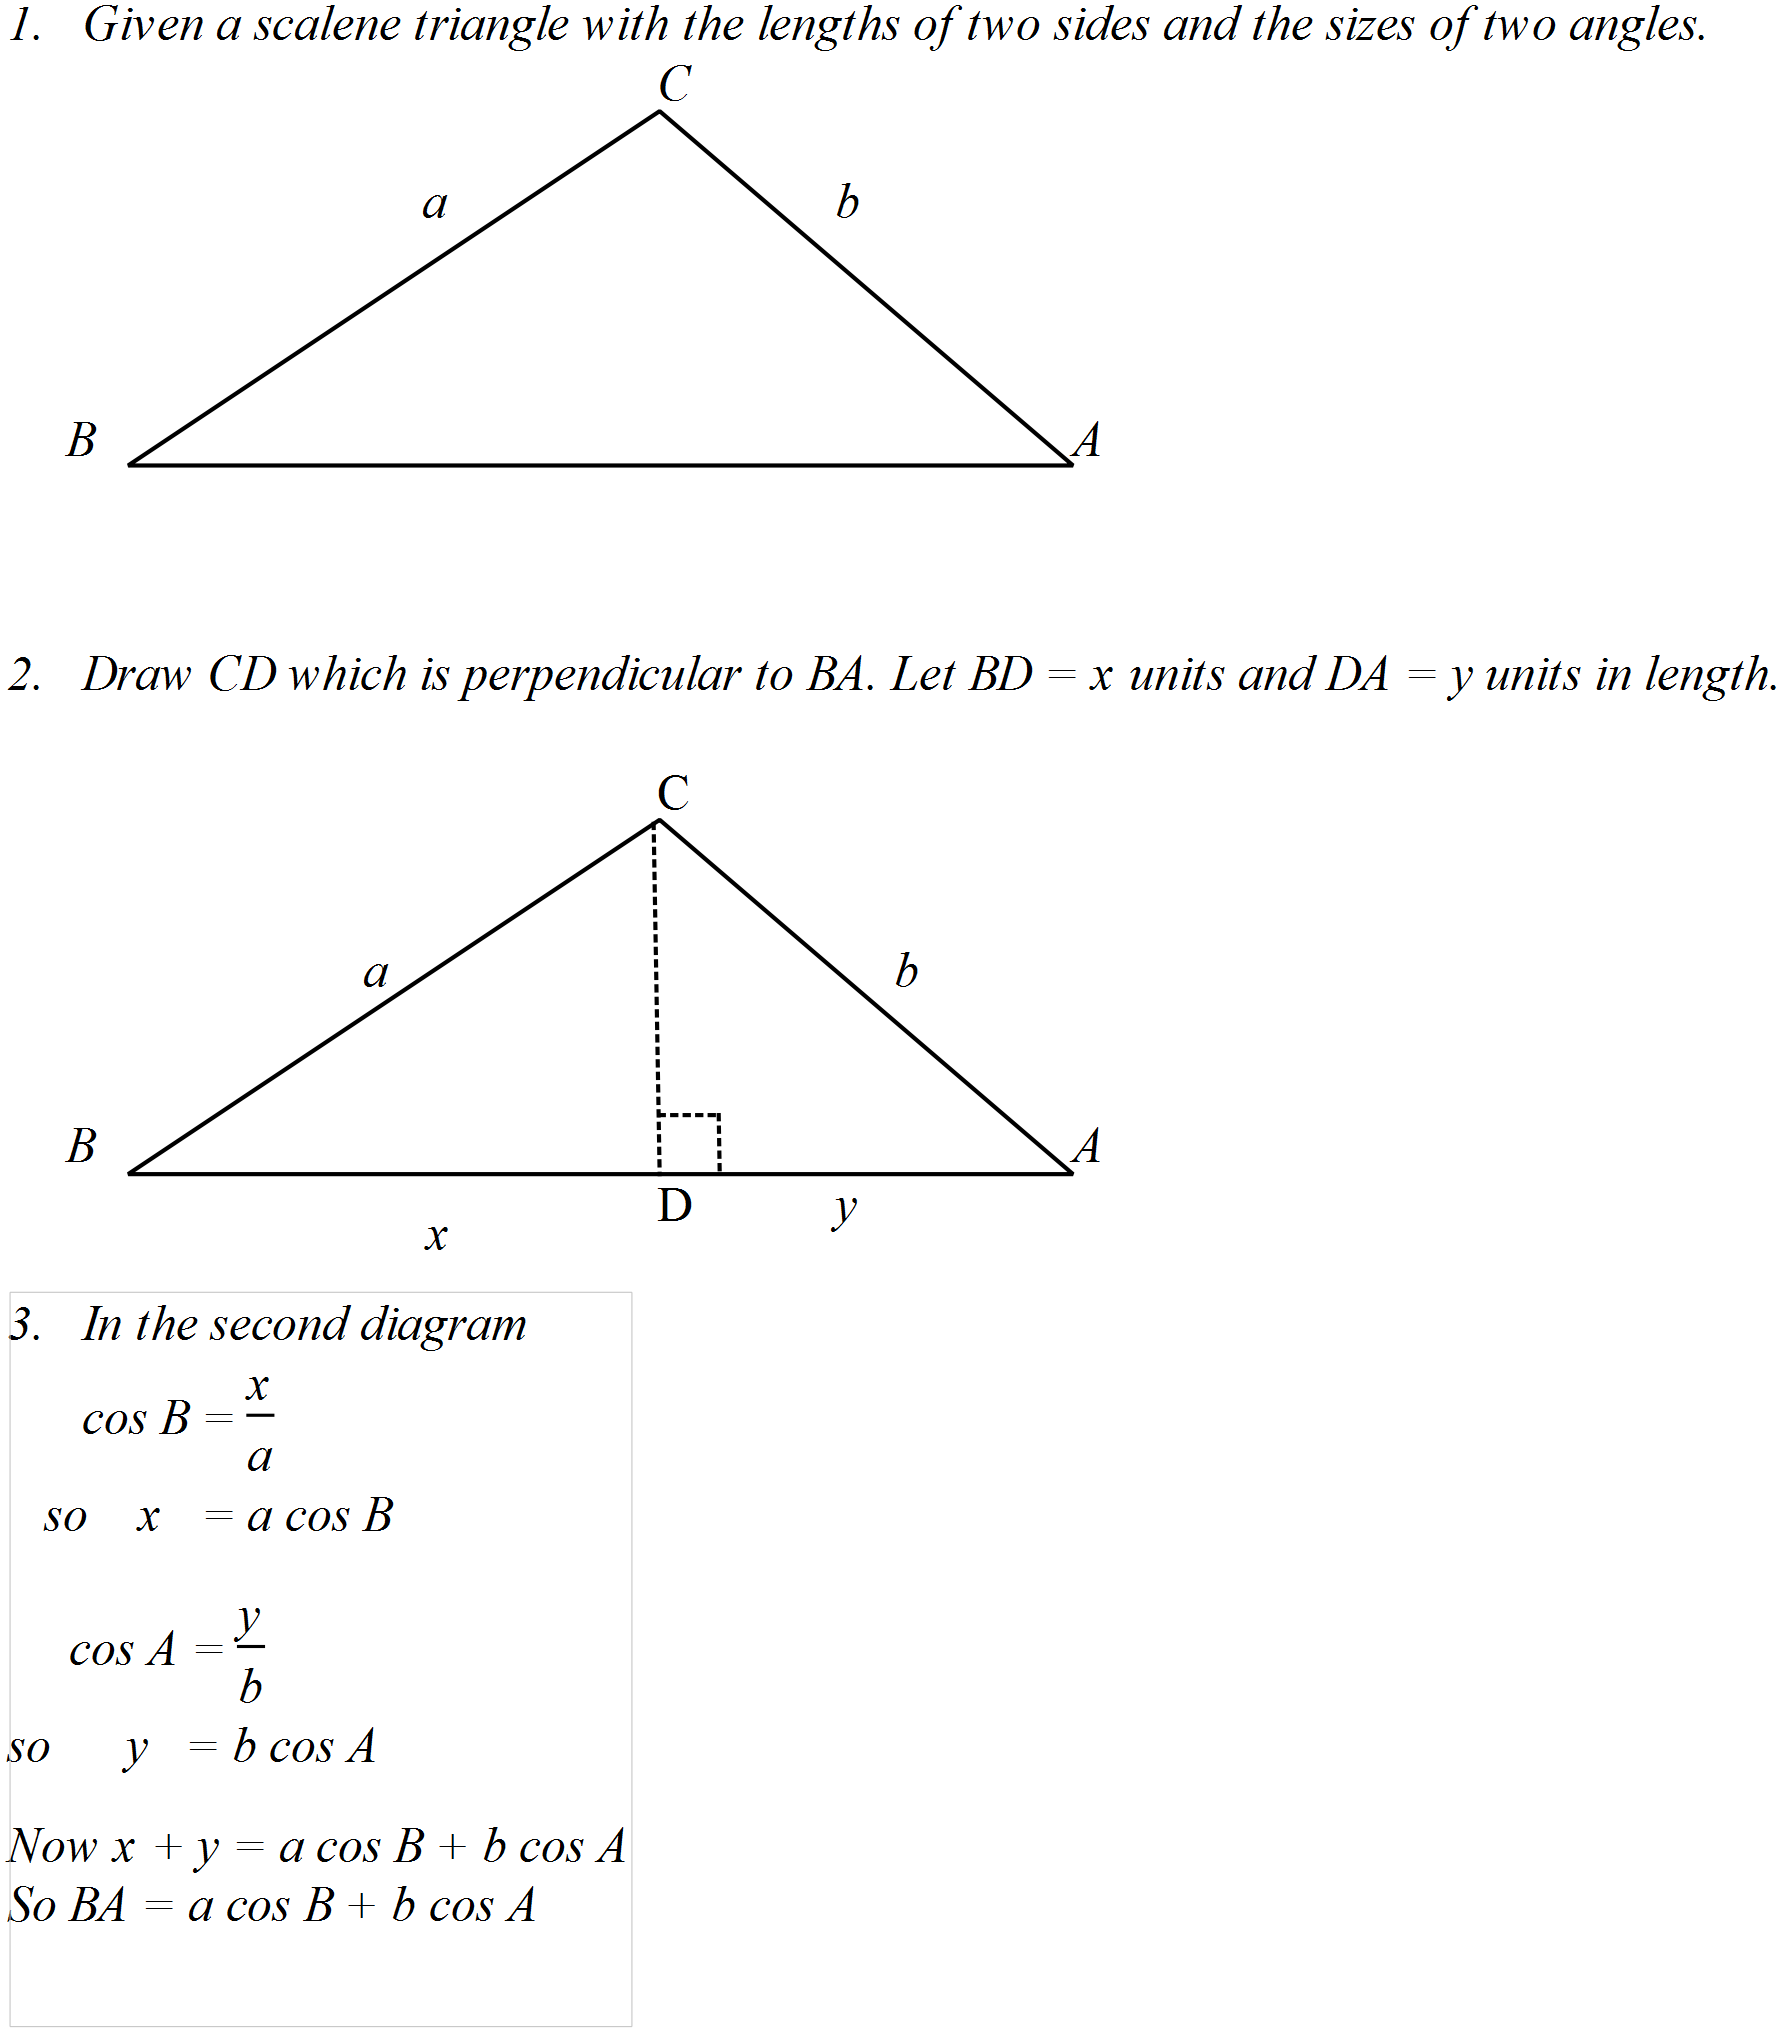 1. Given a scalene triangle with the lengths of two sides and the sizes of two angles.
C
a b
B A
2. Draw CD which is perpendicular to BA. Let BD = x units and DA = y units in length.
C
a b
B A
D y
x
3. In the second diagram
cos B = x/a
so x = a cos B
cos A = y/b
so y = b cos A
Now x + y = a cos B + b cos A
So BA = a cos B + b cos A